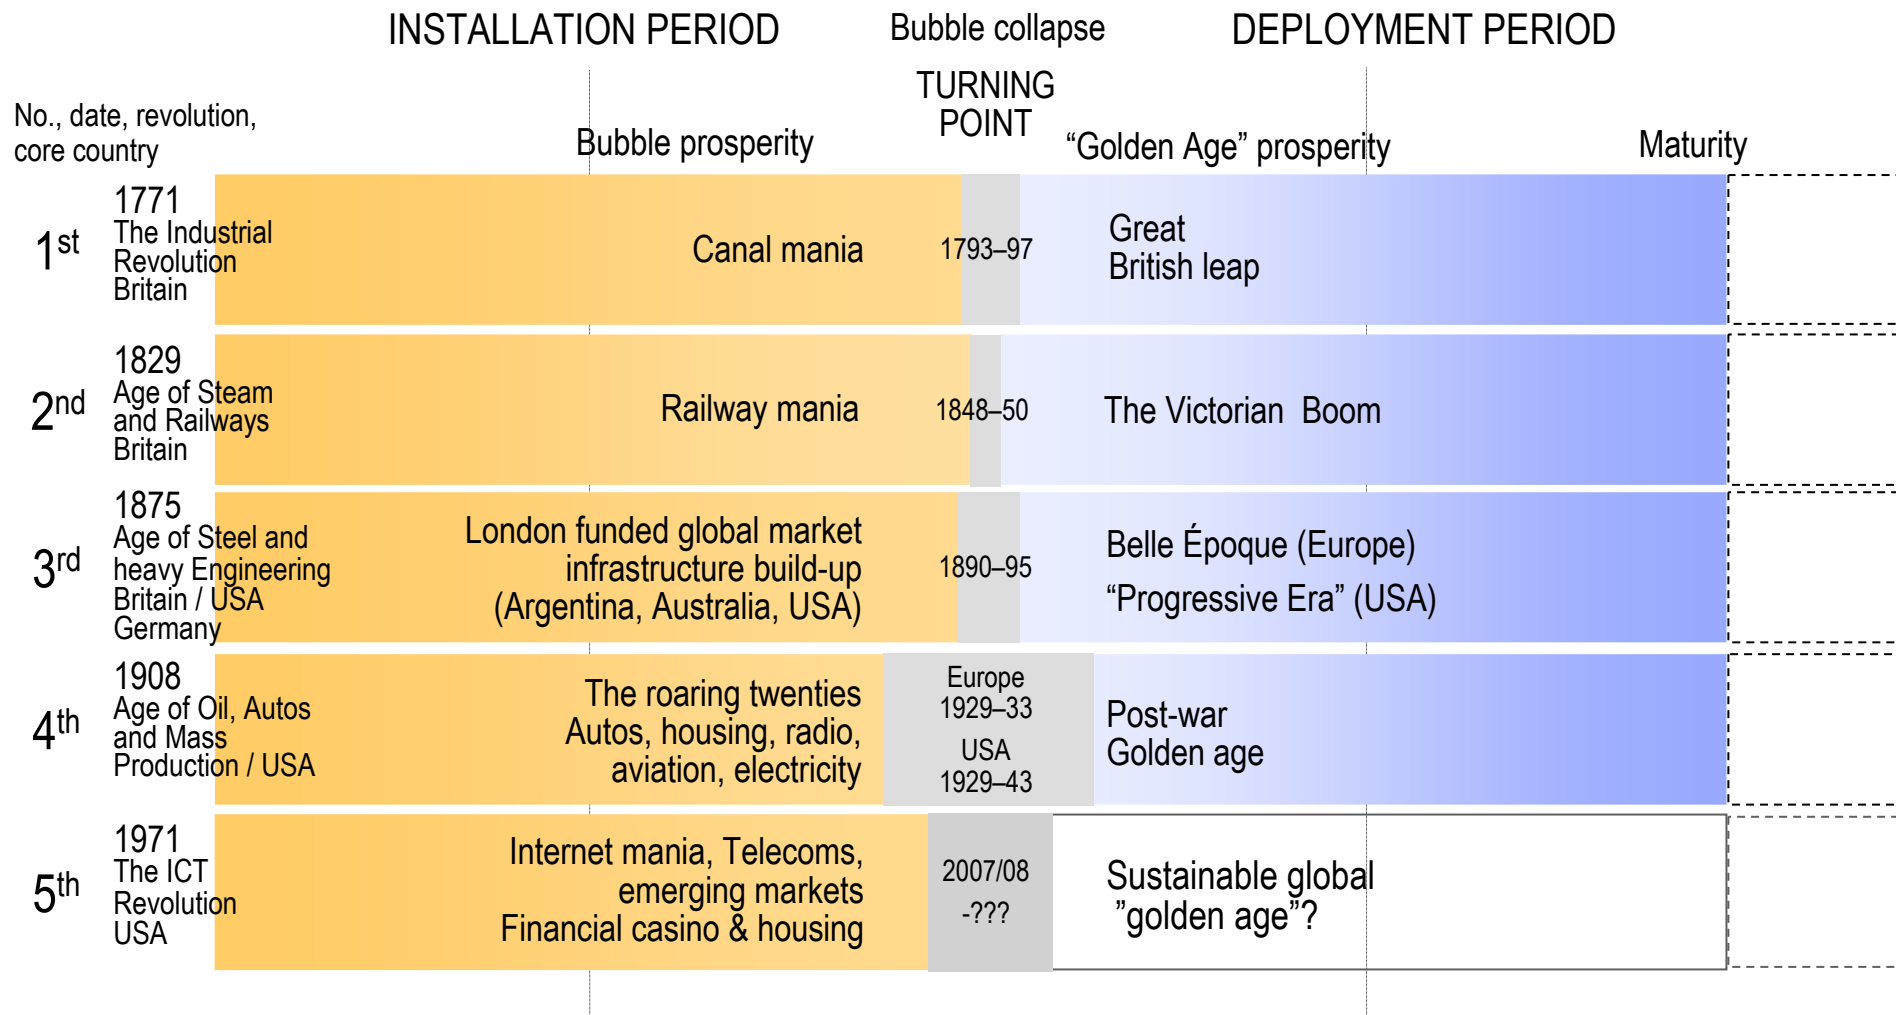 INSTALLATION PERIOD
Bubble collapse
DEPLOYMENT PERIOD
TURNING
POINT
No., date, revolution,
core country
Bubble prosperity
“Golden Age” prosperity
Maturity
1st
1771
The Industrial
Revolution
Britain
Canal mania
1793–97
Great
British leap
2nd
1829
Age of Steam
and Railways
Britain
Railway mania
1848–50
The Victorian Boom
3rd
1875
Age of Steel and
heavy Engineering
Britain / USA
Germany
London funded global market
infrastructure build-up
(Argentina, Australia, USA)
1890–95
Belle Époque (Europe)
“Progressive Era” (USA)
4th
1908
Age of Oil, Autos
and Mass
Production / USA
The roaring twenties
Autos, housing, radio,
aviation, electricity
Europe
1929–33
USA
1929–43
Post-war
Golden age
5th
1971
The ICT
Revolution
USA
Internet mania, Telecoms,
emerging markets
Financial casino & housing
2007/08
-???
Sustainable global
”golden age”?